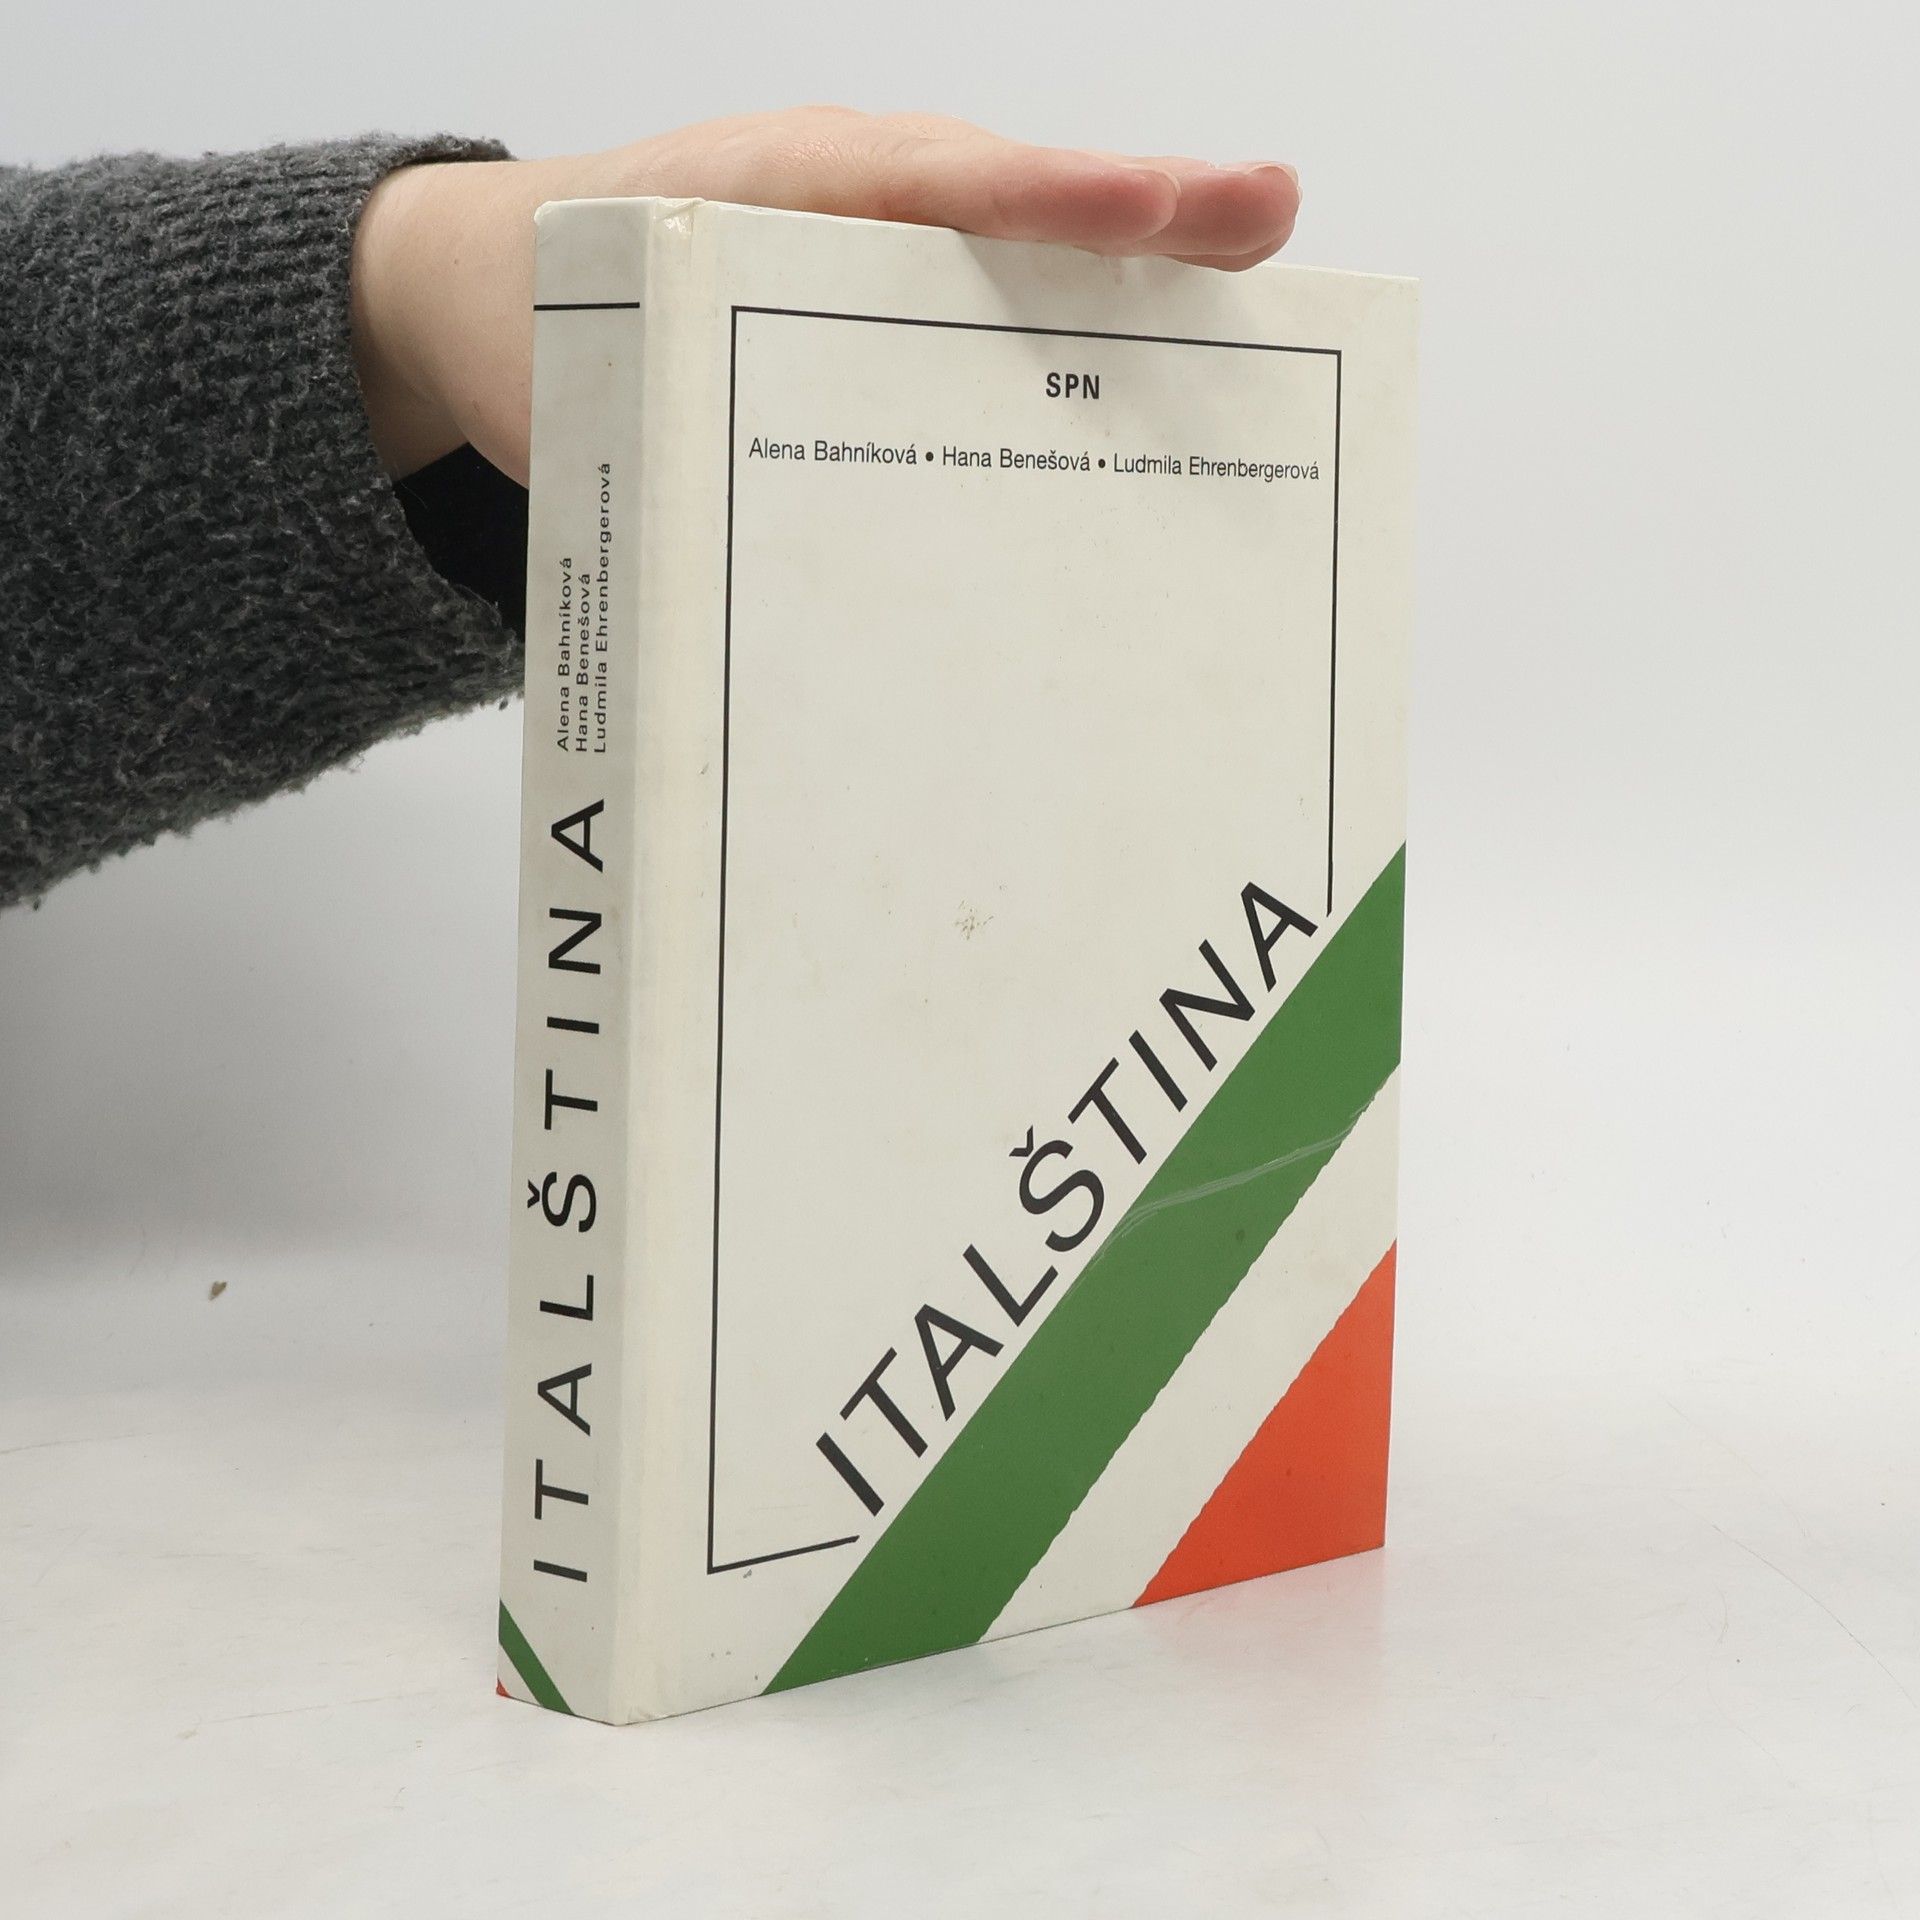 SPN
Alena Bahníková • Hana Benešová • Ludmila Ehrenbergerová
ITALŠTINA
ITALŠTINA
Alena Bahníková
Hana Benešová
Ludmila Ehrenbergerová